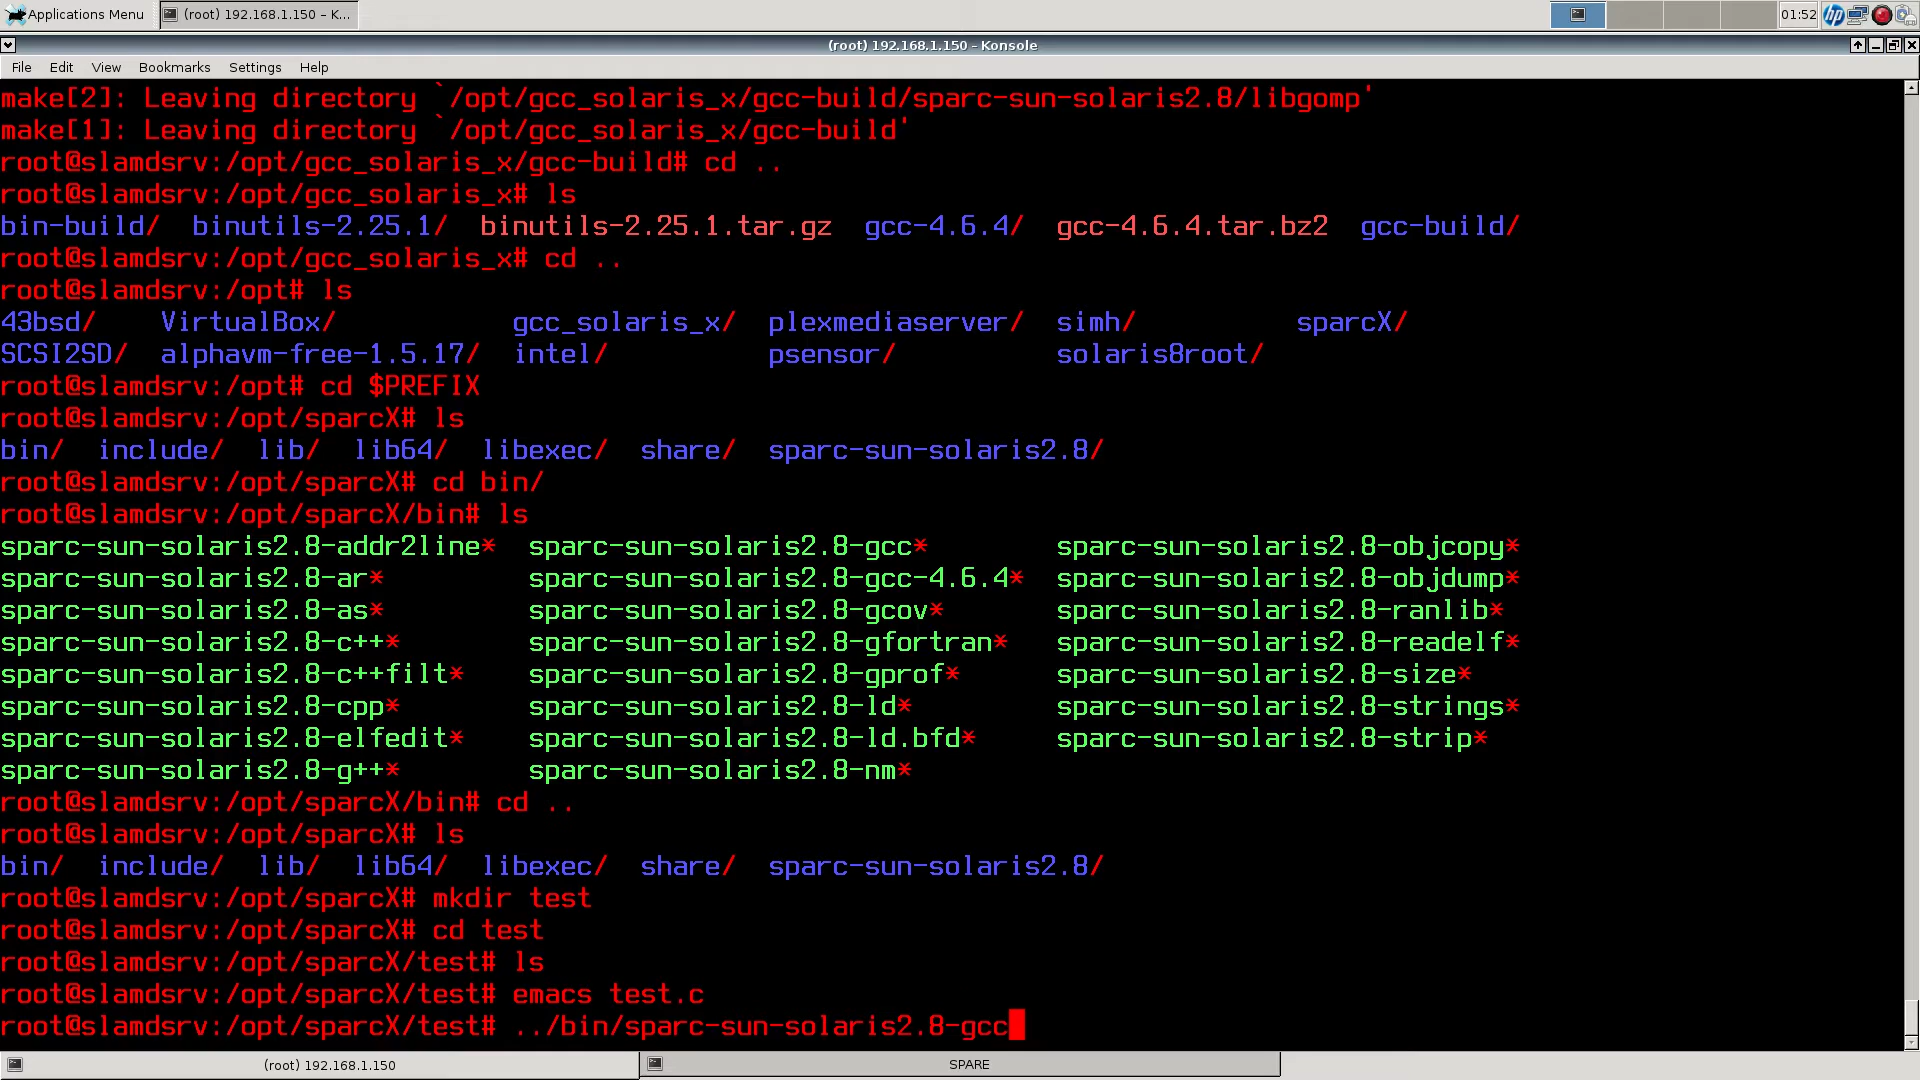 Applications Menu (root) 192.168.1.150 – K... 01:52
(root) 192.168.1.150 – Konsole
File Edit View Bookmarks Settings Help
make[2]: Leaving directory `/opt/gcc_solaris_x/gcc-build/sparc-sun-solaris2.8/libgomp'
make[1]: Leaving directory `/opt/gcc_solaris_x/gcc-build'
root@slamdsrv:/opt/gcc_solaris_x/gcc-build# cd ..
root@slamdsrv:/opt/gcc_solaris_x# ls
bin-build/ binutils-2.25.1/ binutils-2.25.1.tar.gz gcc-4.6.4/ gcc-4.6.4.tar.bz2 gcc-build/
root@slamdsrv:/opt/gcc_solaris_x# cd ..
root@slamdsrv:/opt# ls
43bsd/ VirtualBox/ gcc_solaris_x/ plexmediaserver/ simh/ sparcX/
SCSI2SD/ alphavm-free-1.5.17/ intel/ psensor/ solaris8root/
root@slamdsrv:/opt# cd $PREFIX
root@slamdsrv:/opt/sparcX# ls
bin/ include/ lib/ lib64/ libexec/ share/ sparc-sun-solaris2.8/
root@slamdsrv:/opt/sparcX# cd bin/
root@slamdsrv:/opt/sparcX/bin# ls
sparc-sun-solaris2.8-addr2line* sparc-sun-solaris2.8-gcc* sparc-sun-solaris2.8-objcopy*
sparc-sun-solaris2.8-ar* sparc-sun-solaris2.8-gcc-4.6.4* sparc-sun-solaris2.8-objdump*
sparc-sun-solaris2.8-as* sparc-sun-solaris2.8-gcov* sparc-sun-solaris2.8-ranlib*
sparc-sun-solaris2.8-c++* sparc-sun-solaris2.8-gfortran* sparc-sun-solaris2.8-readelf*
sparc-sun-solaris2.8-c++filt* sparc-sun-solaris2.8-gprof* sparc-sun-solaris2.8-size*
sparc-sun-solaris2.8-cpp* sparc-sun-solaris2.8-ld* sparc-sun-solaris2.8-strings*
sparc-sun-solaris2.8-elfedit* sparc-sun-solaris2.8-ld.bfd* sparc-sun-solaris2.8-strip*
sparc-sun-solaris2.8-g++* sparc-sun-solaris2.8-nm*
root@slamdsrv:/opt/sparcX/bin# cd ..
root@slamdsrv:/opt/sparcX# ls
bin/ include/ lib/ lib64/ libexec/ share/ sparc-sun-solaris2.8/
root@slamdsrv:/opt/sparcX# mkdir test
root@slamdsrv:/opt/sparcX# cd test
root@slamdsrv:/opt/sparcX/test# ls
root@slamdsrv:/opt/sparcX/test# emacs test.c
root@slamdsrv:/opt/sparcX/test# ../bin/sparc-sun-solaris2.8-gcc
(root) 192.168.1.150 SPARE